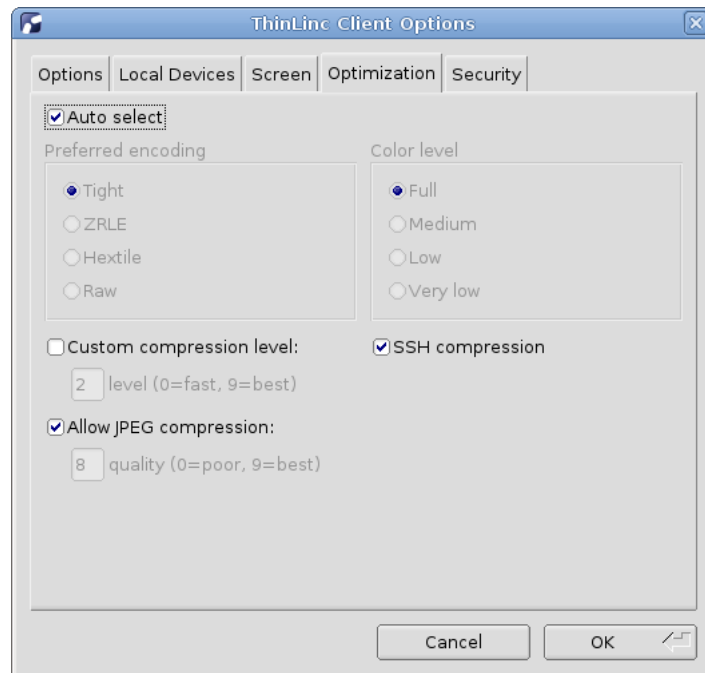 ThinLinc Client Options
Options Local Devices Screen Optimization Security
Auto select
Preferred encoding
Tight
ZRLE
Hextile
Raw
Color level
Full
Medium
Low
Very low
Custom compression level:
2 level (0=fast, 9=best)
SSH compression
Allow JPEG compression:
8 quality (0=poor, 9=best)
Cancel OK